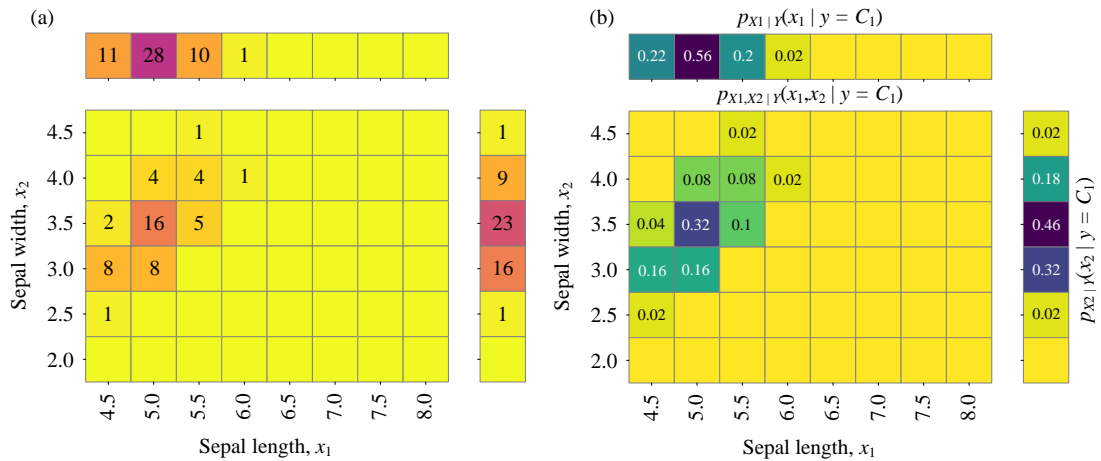 (a)
11 28 10 1
4.5 1 1
4.0 4 4 1 9
3.5 2 16 5 23
3.0 8 8 16
2.5 1 1
2.0
Sepal width, x2
4.5 5.0 5.5 6.0 6.5 7.0 7.5 8.0
Sepal length, x1
(b)
pX1 | Y(x1 | y = C1)
0.22 0.56 0.2 0.02
pX1,X2 | Y(x1,x2 | y = C1)
4.5 0.02 0.02
4.0 0.08 0.08 0.02 0.18
3.5 0.04 0.32 0.1 0.46
3.0 0.16 0.16 0.32
2.5 0.02 0.02
2.0
Sepal width, x2
pX2 | Y(x2 | y = C1)
4.5 5.0 5.5 6.0 6.5 7.0 7.5 8.0
Sepal length, x1